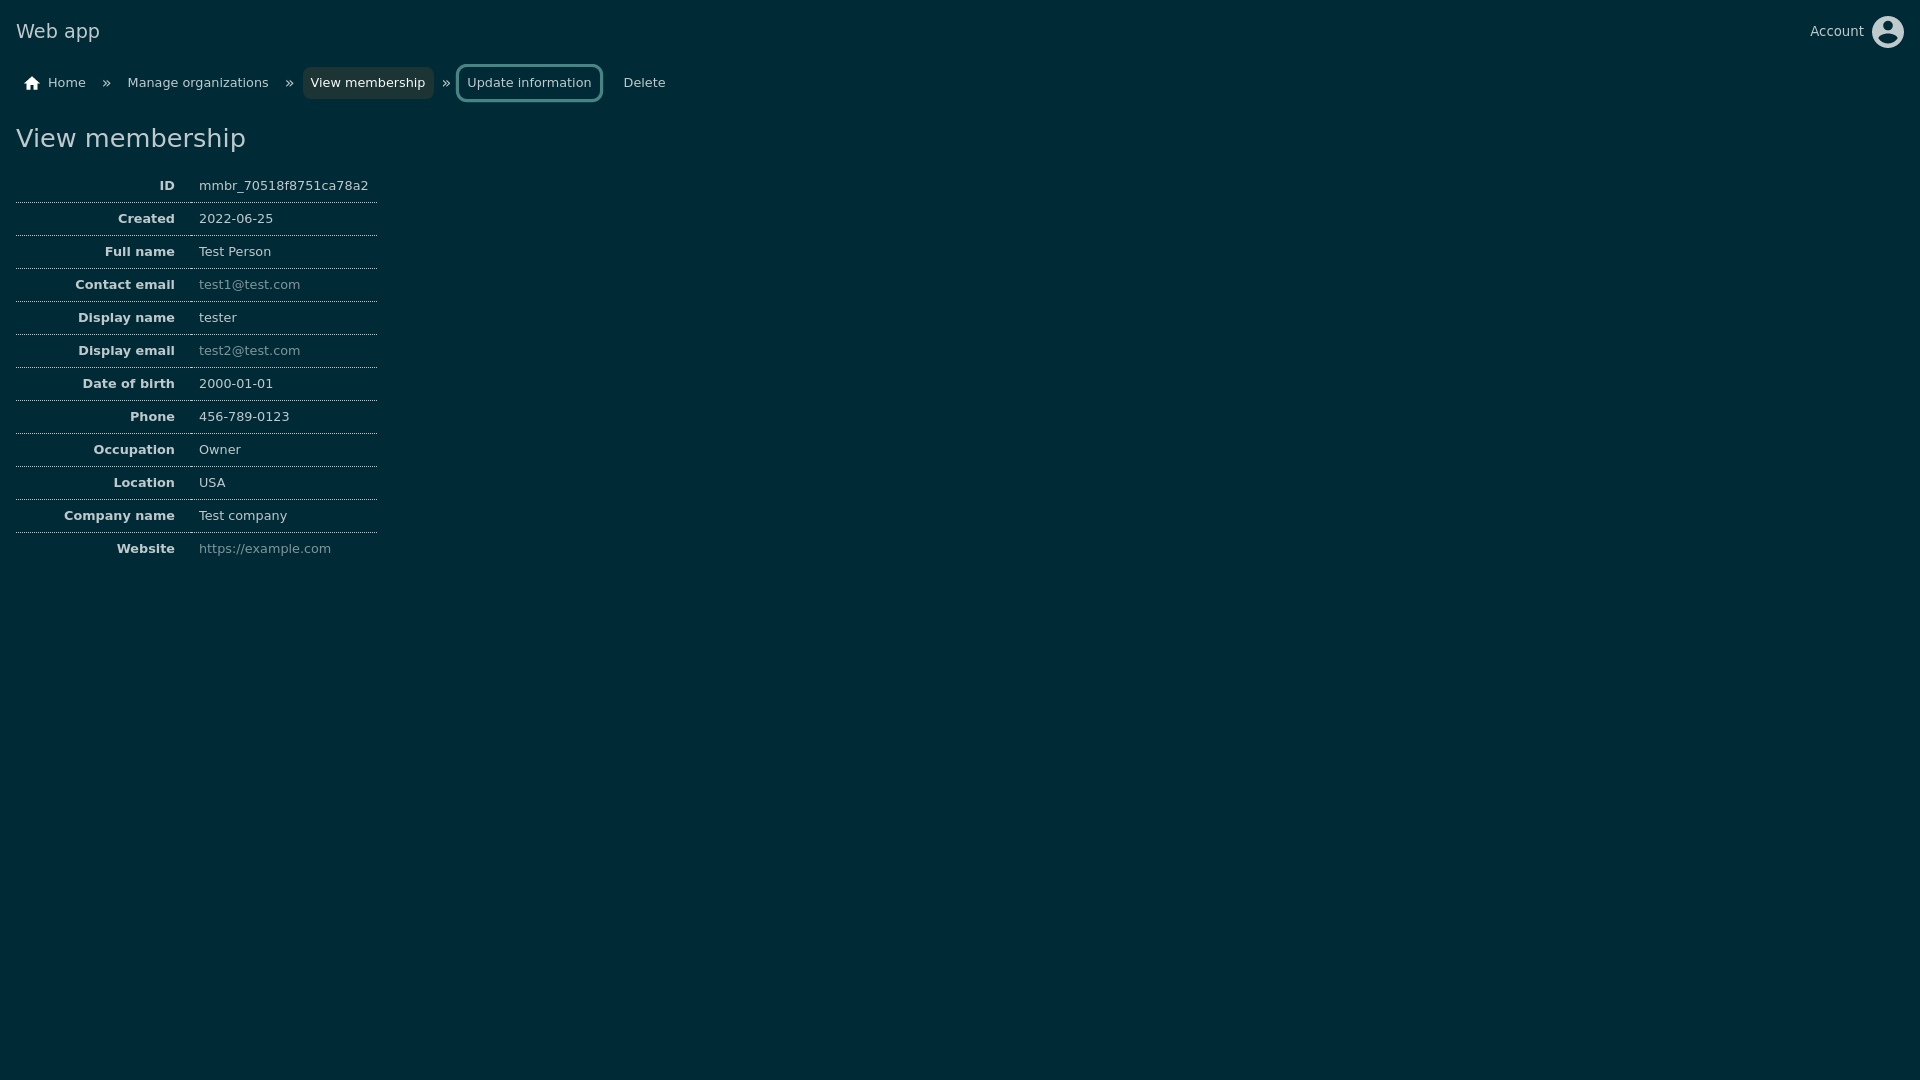 Web app
Account
Home » Manage organizations » View membership » Update information Delete
View membership
ID mmbr_70518f8751ca78a2
Created 2022-06-25
Full name Test Person
Contact email test1@test.com
Display name tester
Display email test2@test.com
Date of birth 2000-01-01
Phone 456-789-0123
Occupation Owner
Location USA
Company name Test company
Website https://example.com